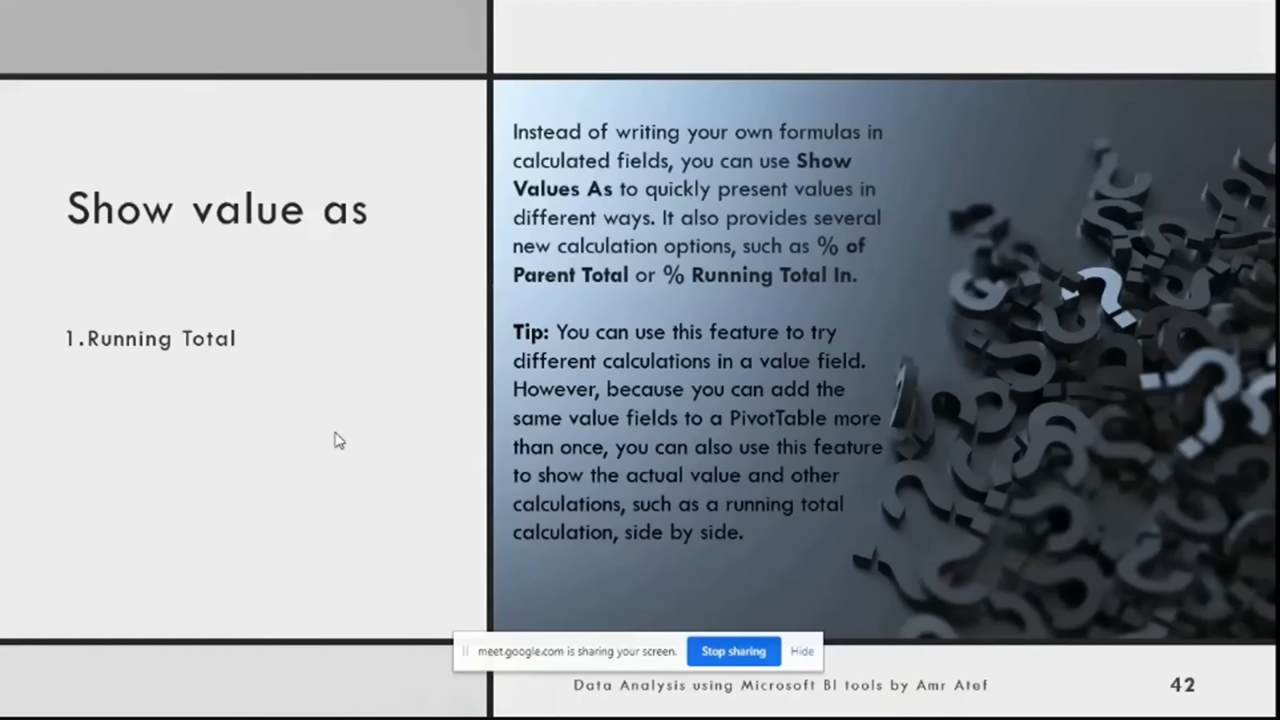 Show value as
1.Running Total
Instead of writing your own formulas in
calculated fields, you can use Show
Values As to quickly present values in
different ways. It also provides several
new calculation options, such as % of
Parent Total or % Running Total In.
Tip: You can use this feature to try
different calculations in a value field.
However, because you can add the
same value fields to a PivotTable more
than once, you can also use this feature
to show the actual value and other
calculations, such as a running total
calculation, side by side.
meet.google.com is sharing your screen. Stop sharing Hide
Data Analysis using Microsoft BI tools by Amr Atef 42